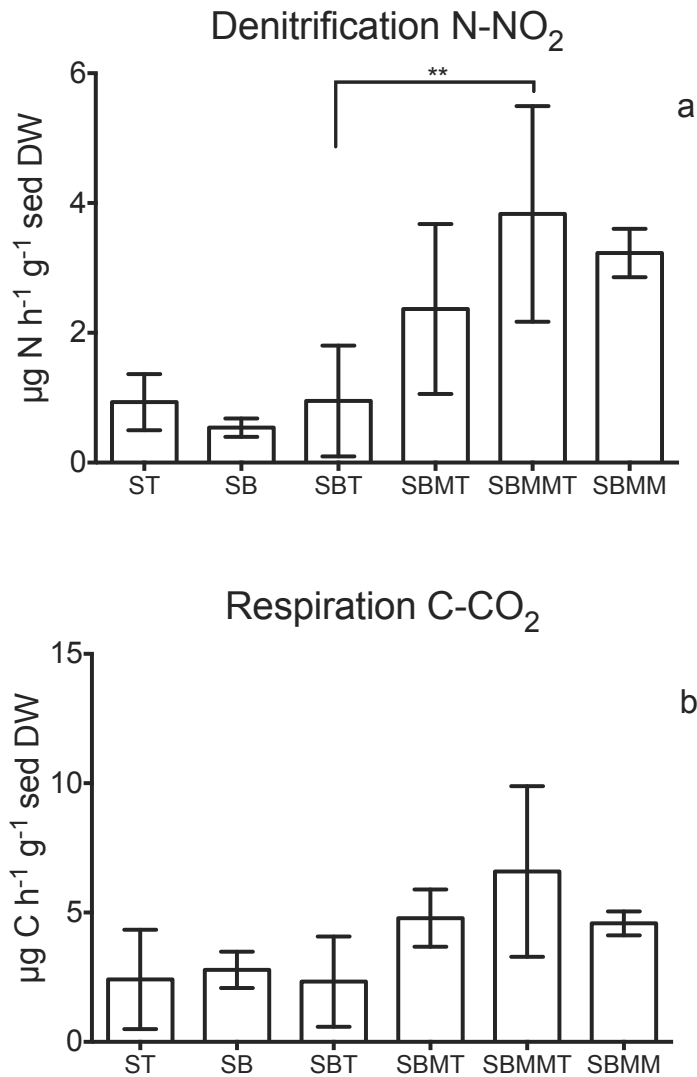 Denitrification N-NO₂
**
a
6
4
2
0
µg N h⁻¹ g⁻¹ sed DW
ST SB SBT SBMT SBMMT SBMM
Respiration C-CO₂
b
15
10
5
0
µg C h⁻¹ g⁻¹ sed DW
ST SB SBT SBMT SBMMT SBMM